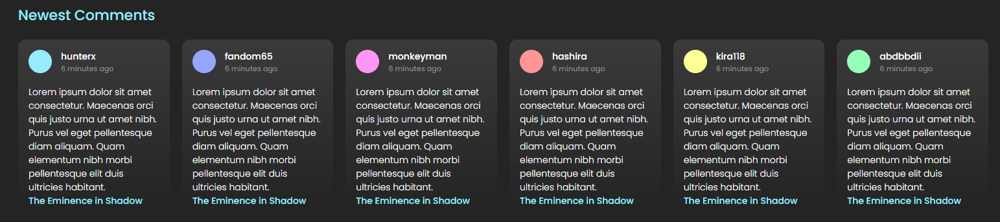 Newest Comments
hunterx
6 minutes ago
Lorem ipsum dolor sit amet
consectetur. Maecenas orci
quis justo urna ut amet nibh.
Purus vel eget pellentesque
diam aliquam. Quam
elementum nibh morbi
pellentesque elit duis
ultricies habitant.
The Eminence in Shadow
fandom65
6 minutes ago
Lorem ipsum dolor sit amet
consectetur. Maecenas orci
quis justo urna ut amet nibh.
Purus vel eget pellentesque
diam aliquam. Quam
elementum nibh morbi
pellentesque elit duis
ultricies habitant.
The Eminence in Shadow
monkeyman
6 minutes ago
Lorem ipsum dolor sit amet
consectetur. Maecenas orci
quis justo urna ut amet nibh.
Purus vel eget pellentesque
diam aliquam. Quam
elementum nibh morbi
pellentesque elit duis
ultricies habitant.
The Eminence in Shadow
hashira
6 minutes ago
Lorem ipsum dolor sit amet
consectetur. Maecenas orci
quis justo urna ut amet nibh.
Purus vel eget pellentesque
diam aliquam. Quam
elementum nibh morbi
pellentesque elit duis
ultricies habitant.
The Eminence in Shadow
kira118
6 minutes ago
Lorem ipsum dolor sit amet
consectetur. Maecenas orci
quis justo urna ut amet nibh.
Purus vel eget pellentesque
diam aliquam. Quam
elementum nibh morbi
pellentesque elit duis
ultricies habitant.
The Eminence in Shadow
abdbbdii
6 minutes ago
Lorem ipsum dolor sit amet
consectetur. Maecenas orci
quis justo urna ut amet nibh.
Purus vel eget pellentesque
diam aliquam. Quam
elementum nibh morbi
pellentesque elit duis
ultricies habitant.
The Eminence in Shadow